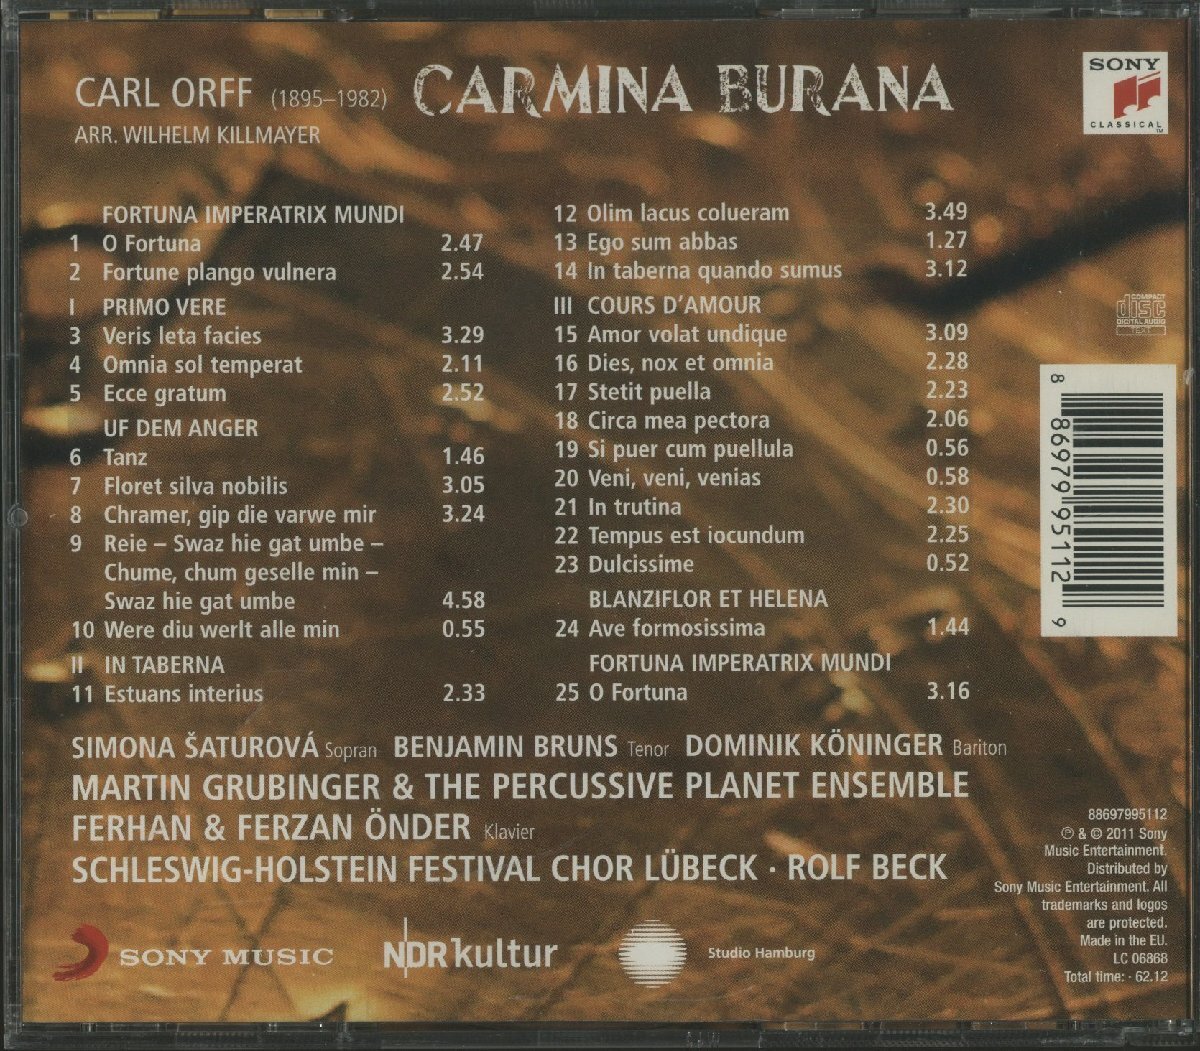 CARL ORFF (1895–1982) CARMINA BURANA
ARR. WILHELM KILLMAYER
SONY
CLASSICAL™
FORTUNA IMPERATRIX MUNDI
1 O Fortuna 2.47
2 Fortune plango vulnera 2.54
I PRIMO VERE
3 Veris leta facies 3.29
4 Omnia sol temperat 2.11
5 Ecce gratum 2.52
UF DEM ANGER
6 Tanz 1.46
7 Floret silva nobilis 3.05
8 Chramer, gip die varwe mir 3.24
9 Reie – Swaz hie gat umbe –
Chume, chum geselle min –
Swaz hie gat umbe 4.58
10 Were diu werlt alle min 0.55
II IN TABERNA
11 Estuans interius 2.33
12 Olim lacus colueram 3.49
13 Ego sum abbas 1.27
14 In taberna quando sumus 3.12
III COURS D'AMOUR
15 Amor volat undique 3.09
16 Dies, nox et omnia 2.28
17 Stetit puella 2.23
18 Circa mea pectora 2.06
19 Si puer cum puellula 0.56
20 Veni, veni, venias 0.58
21 In trutina 2.30
22 Tempus est iocundum 2.25
23 Dulcissime 0.52
BLANZIFLOR ET HELENA
24 Ave formosissima 1.44
FORTUNA IMPERATRIX MUNDI
25 O Fortuna 3.16
COMPACT
disc
DIGITAL AUDIO
TEXT
8 86979 95112 9
SIMONA ŠATUROVÁ Sopran BENJAMIN BRUNS Tenor DOMINIK KÖNINGER Bariton
MARTIN GRUBINGER & THE PERCUSSIVE PLANET ENSEMBLE
FERHAN & FERZAN ÖNDER Klavier
SCHLESWIG-HOLSTEIN FESTIVAL CHOR LÜBECK · ROLF BECK
88697995112
℗ & © 2011 Sony
Music Entertainment.
Distributed by
Sony Music Entertainment. All
trademarks and logos
are protected.
Made in the EU.
LC 06868
Total time: · 62.12
SONY MUSIC
NDR kultur
Studio Hamburg